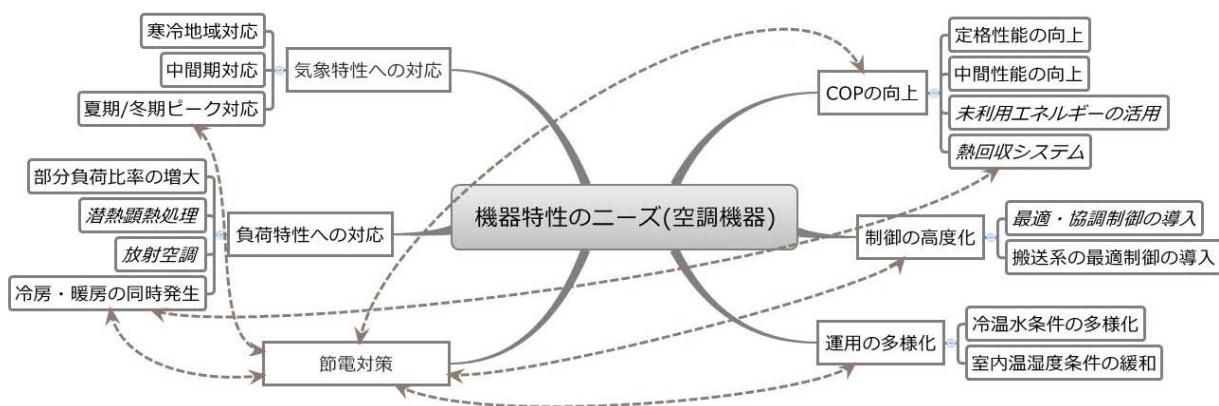 機器特性のニーズ(空調機器)
気象特性への対応
寒冷地域対応
中間期対応
夏期/冬期ピーク対応
負荷特性への対応
部分負荷比率の増大
潜熱顕熱処理
放射空調
冷房・暖房の同時発生
節電対策
COPの向上
定格性能の向上
中間性能の向上
未利用エネルギーの活用
熱回収システム
制御の高度化
最適・協調制御の導入
搬送系の最適制御の導入
運用の多様化
冷温水条件の多様化
室内温湿度条件の緩和